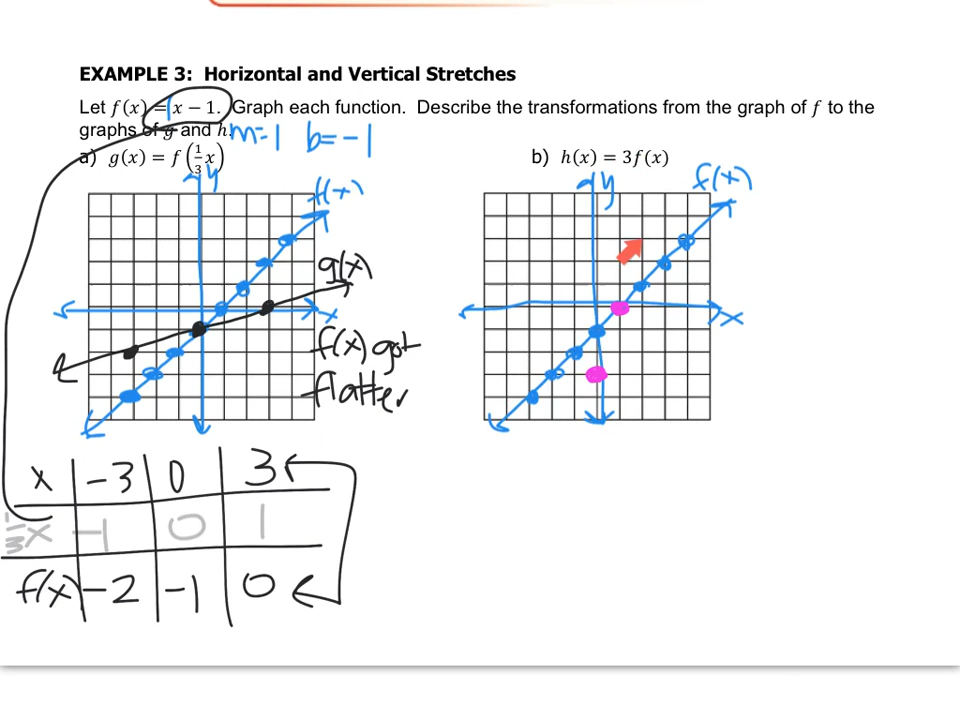 EXAMPLE 3: Horizontal and Vertical Stretches
Let f(x) = 1x − 1. Graph each function. Describe the transformations from the graph of f to the
graphs of g and h. m=1 b=-1
a) g(x) = f(1/3 x)
b) h(x) = 3f(x)
y
f(x)
g(x)
x
f(x) got
flatter
y
f(x)
x
x | -3 | 0 | 3
1/3 x | -1 | 0 | 1
f(x) | -2 | -1 | 0